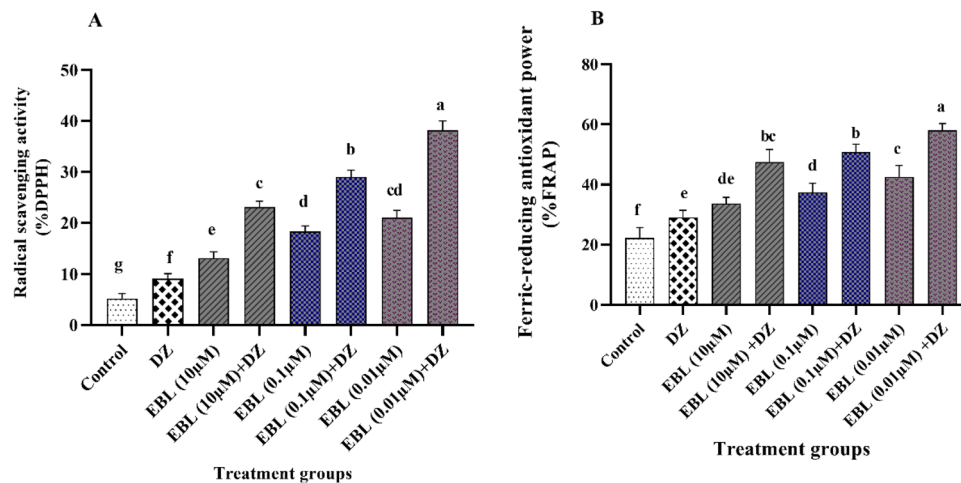 A
Radical scavenging activity
(%DPPH)
50
40
30
20
10
0
g
f
e
c
d
b
cd
a
Control
DZ
EBL (10µM)
EBL (10µM)+DZ
EBL (0.1µM)
EBL (0.1µM)+DZ
EBL (0.01µM)
EBL (0.01µM)+DZ
Treatment groups
B
Ferric-reducing antioxidant power
(%FRAP)
80
60
40
20
0
f
e
de
bc
d
b
c
a
Control
DZ
EBL (10µM)
EBL (10µM) +DZ
EBL (0.1µM)
EBL (0.1µM)+DZ
EBL (0.01µM)
EBL (0.01µM) +DZ
Treatment groups